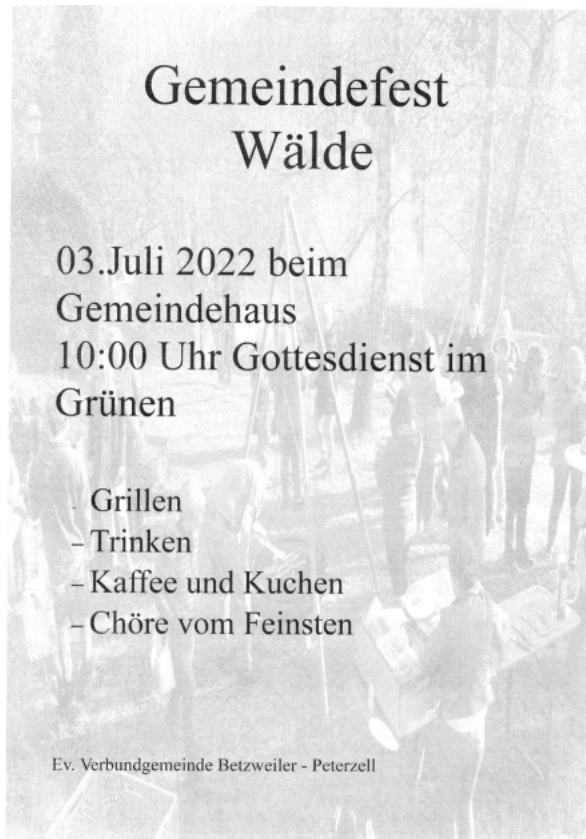 Gemeindefest
Wälde
03.Juli 2022 beim
Gemeindehaus
10:00 Uhr Gottesdienst im
Grünen
- Grillen
– Trinken
– Kaffee und Kuchen
– Chöre vom Feinsten
Ev. Verbundgemeinde Betzweiler - Peterzell